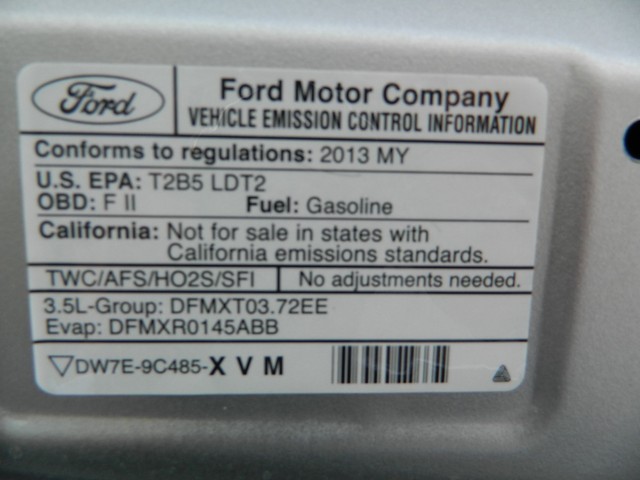 Ford
Ford Motor Company
VEHICLE EMISSION CONTROL INFORMATION
Conforms to regulations: 2013 MY
U.S. EPA: T2B5 LDT2
OBD: F II Fuel: Gasoline
California: Not for sale in states with
California emissions standards.
TWC/AFS/HO2S/SFI No adjustments needed.
3.5L-Group: DFMXT03.72EE
Evap: DFMXR0145ABB
DW7E-9C485-X V M